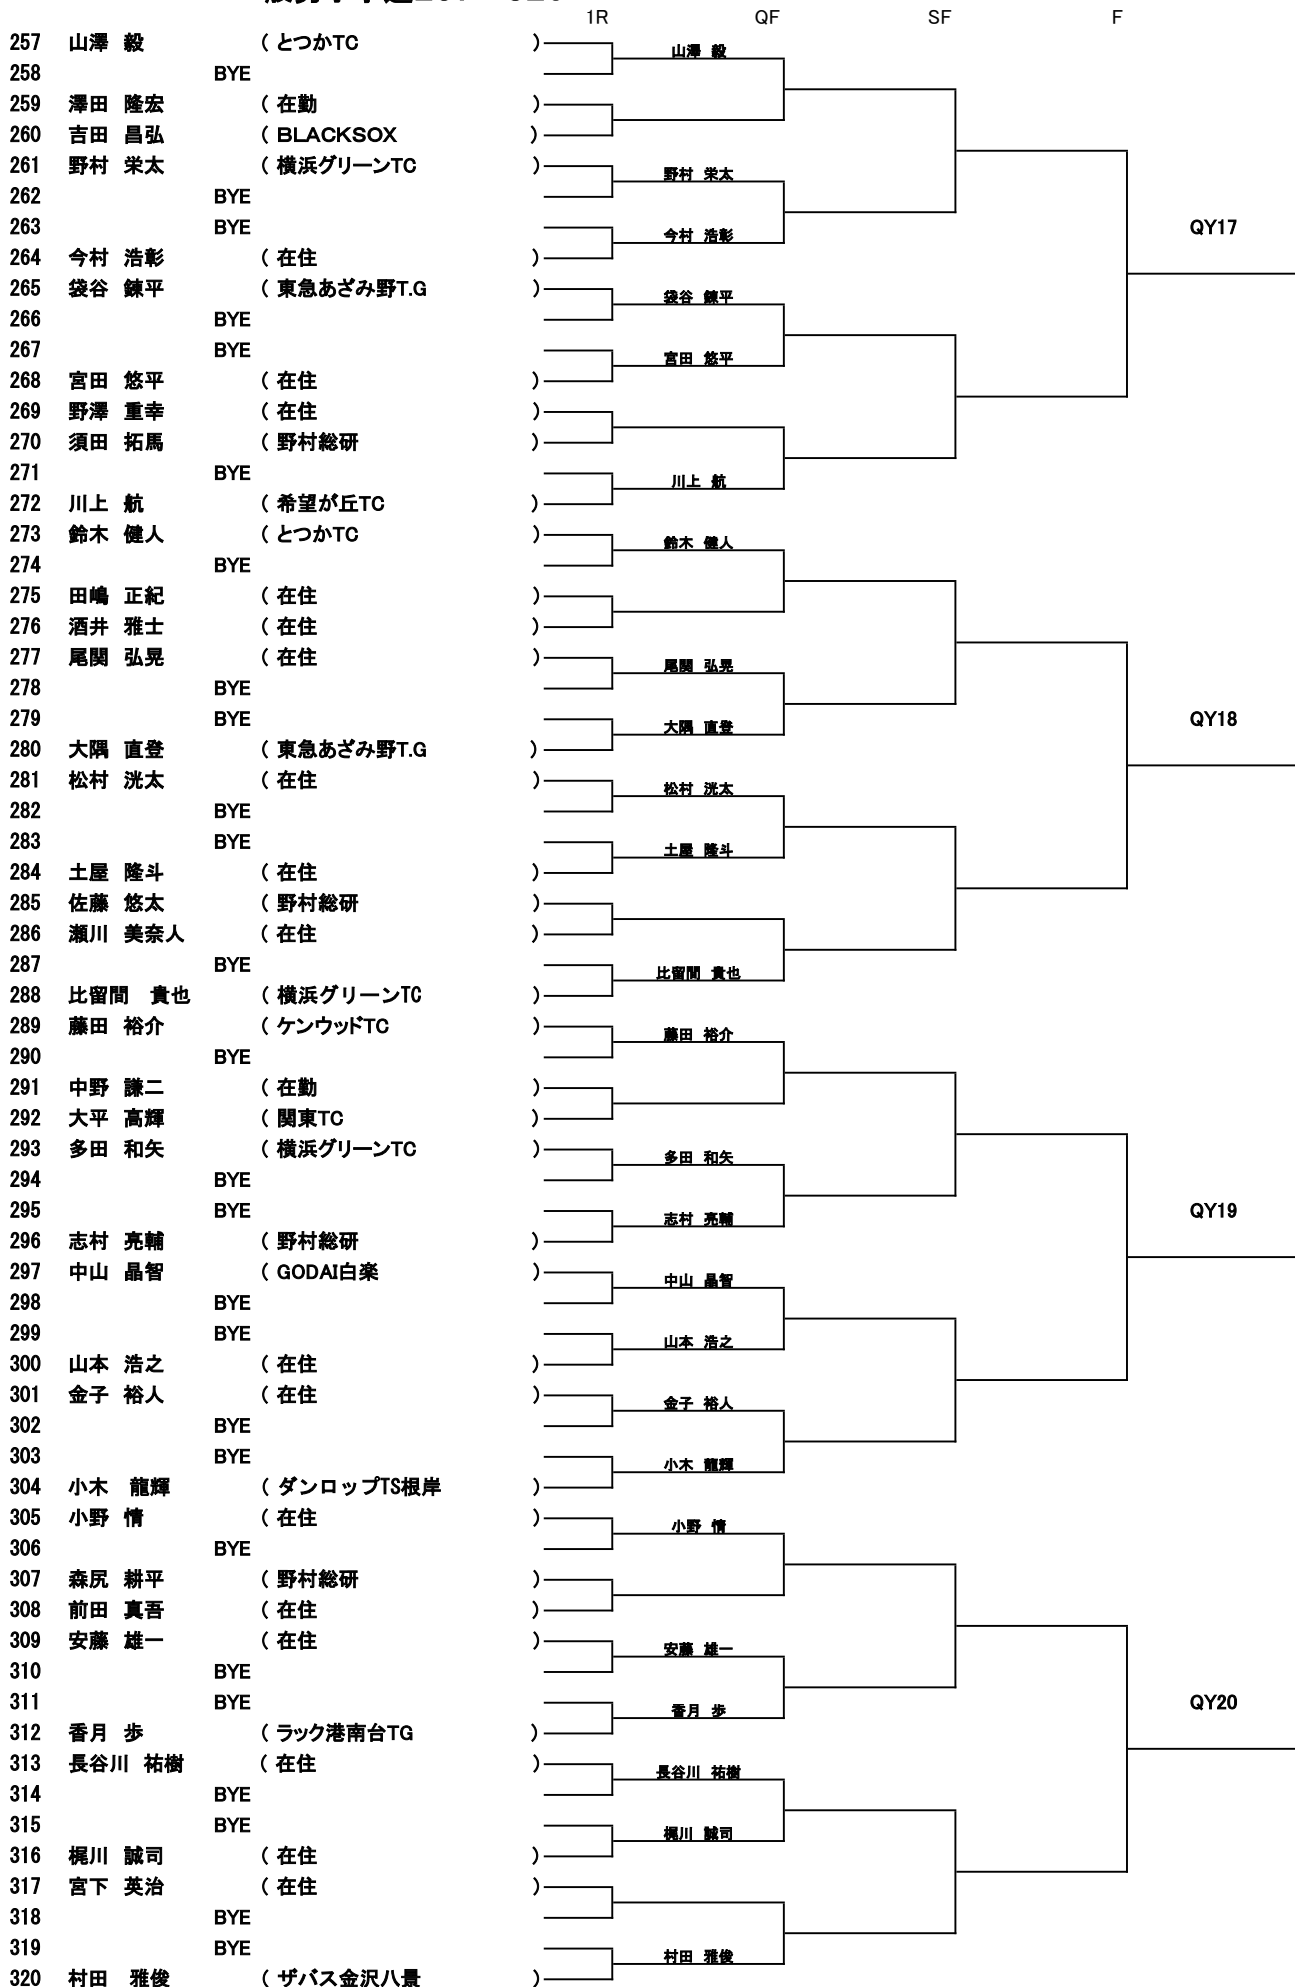 1R QF SF F
257 山澤 毅 ( とつかTC )
山澤 毅
258 BYE
259 澤田 隆宏 ( 在勤 )
260 吉田 昌弘 ( BLACKSOX )
261 野村 栄太 ( 横浜グリーンTC )
野村 栄太
262 BYE
263 BYE QY17
今村 浩彰
264 今村 浩彰 ( 在住 )
265 袋谷 錬平 ( 東急あざみ野T.G )
袋谷 錬平
266 BYE
267 BYE
宮田 悠平
268 宮田 悠平 ( 在住 )
269 野澤 重幸 ( 在住 )
270 須田 拓馬 ( 野村総研 )
271 BYE
川上 航
272 川上 航 ( 希望が丘TC )
273 鈴木 健人 ( とつかTC )
鈴木 健人
274 BYE
275 田嶋 正紀 ( 在住 )
276 酒井 雅士 ( 在住 )
277 尾関 弘晃 ( 在住 )
尾関 弘晃
278 BYE
279 BYE QY18
大隅 直登
280 大隅 直登 ( 東急あざみ野T.G )
281 松村 洸太 ( 在住 )
松村 洸太
282 BYE
283 BYE
土屋 隆斗
284 土屋 隆斗 ( 在住 )
285 佐藤 悠太 ( 野村総研 )
286 瀬川 美奈人 ( 在住 )
287 BYE
比留間 貴也
288 比留間 貴也 ( 横浜グリーンTC )
289 藤田 裕介 ( ケンウッドTC )
藤田 裕介
290 BYE
291 中野 謙二 ( 在勤 )
292 大平 高輝 ( 関東TC )
293 多田 和矢 ( 横浜グリーンTC )
多田 和矢
294 BYE
295 BYE QY19
志村 亮輔
296 志村 亮輔 ( 野村総研 )
297 中山 晶智 ( GODAI白楽 )
中山 晶智
298 BYE
299 BYE
山本 浩之
300 山本 浩之 ( 在住 )
301 金子 裕人 ( 在住 )
金子 裕人
302 BYE
303 BYE
小木 龍輝
304 小木 龍輝 ( ダンロップTS根岸 )
305 小野 情 ( 在住 )
小野 情
306 BYE
307 森尻 耕平 ( 野村総研 )
308 前田 真吾 ( 在住 )
309 安藤 雄一 ( 在住 )
安藤 雄一
310 BYE
311 BYE QY20
香月 歩
312 香月 歩 ( ラック港南台TG )
313 長谷川 祐樹 ( 在住 )
長谷川 祐樹
314 BYE
315 BYE
梶川 誠司
316 梶川 誠司 ( 在住 )
317 宮下 英治 ( 在住 )
318 BYE
319 BYE
村田 雅俊
320 村田 雅俊 ( ザバス金沢八景 )